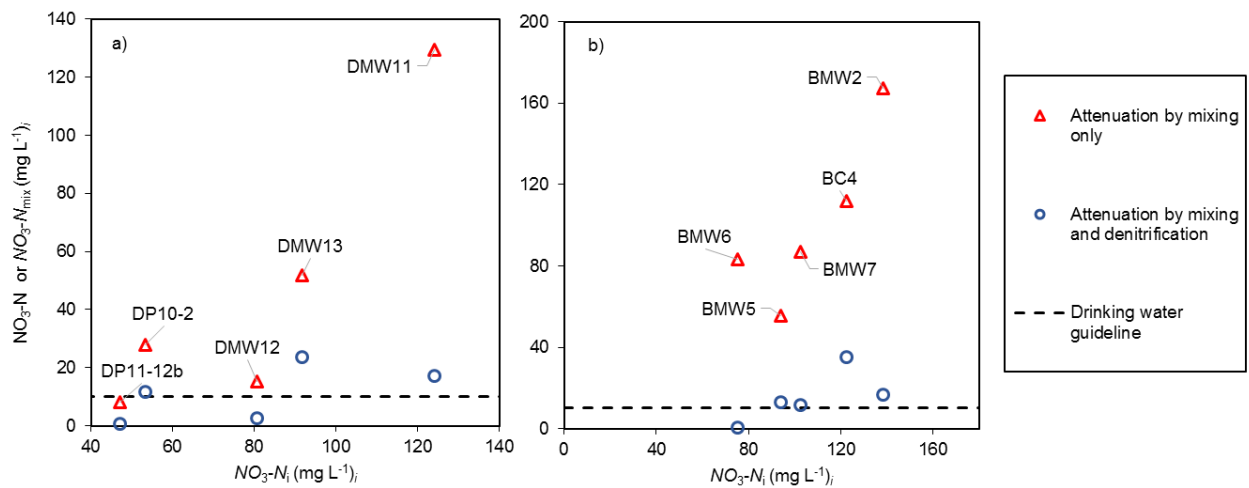 a)
NO₃-N or NO₃-Nmix (mg L⁻¹)ᵢ
140
120
100
80
60
40
20
0
DMW11
DMW13
DP10-2
DMW12
DP11-12b
40 60 80 100 120 140
NO₃-Nᵢ (mg L⁻¹)ᵢ
b)
200
160
120
80
40
0
BMW2
BC4
BMW6
BMW7
BMW5
0 40 80 120 160
NO₃-Nᵢ (mg L⁻¹)ᵢ
Attenuation by mixing
only
Attenuation by mixing
and denitrification
Drinking water
guideline